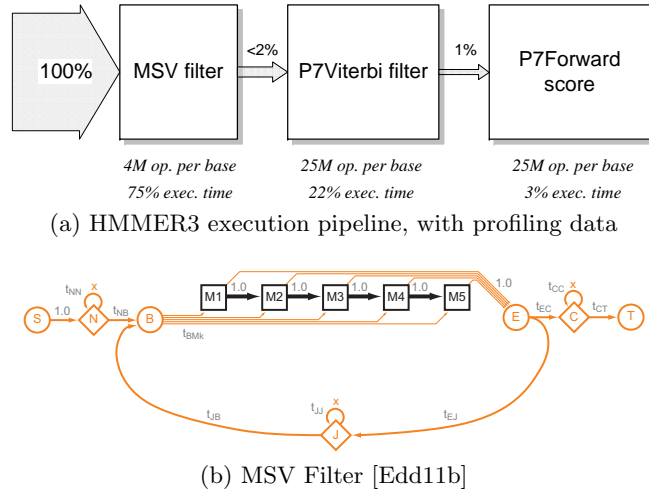 100%
MSV filter
<2%
P7Viterbi filter
1%
P7Forward
score
4M op. per base
25M op. per base
25M op. per base
75% exec. time
22% exec. time
3% exec. time
(a) HMMER3 execution pipeline, with profiling data
S
1.0
tNN
x
N
tNB
B
tBMk
M1
1.0
M2
1.0
M3
1.0
M4
1.0
M5
1.0
E
tEC
tCC
x
C
tCT
T
tJB
tJJ
x
J
tEJ
(b) MSV Filter [Edd11b]